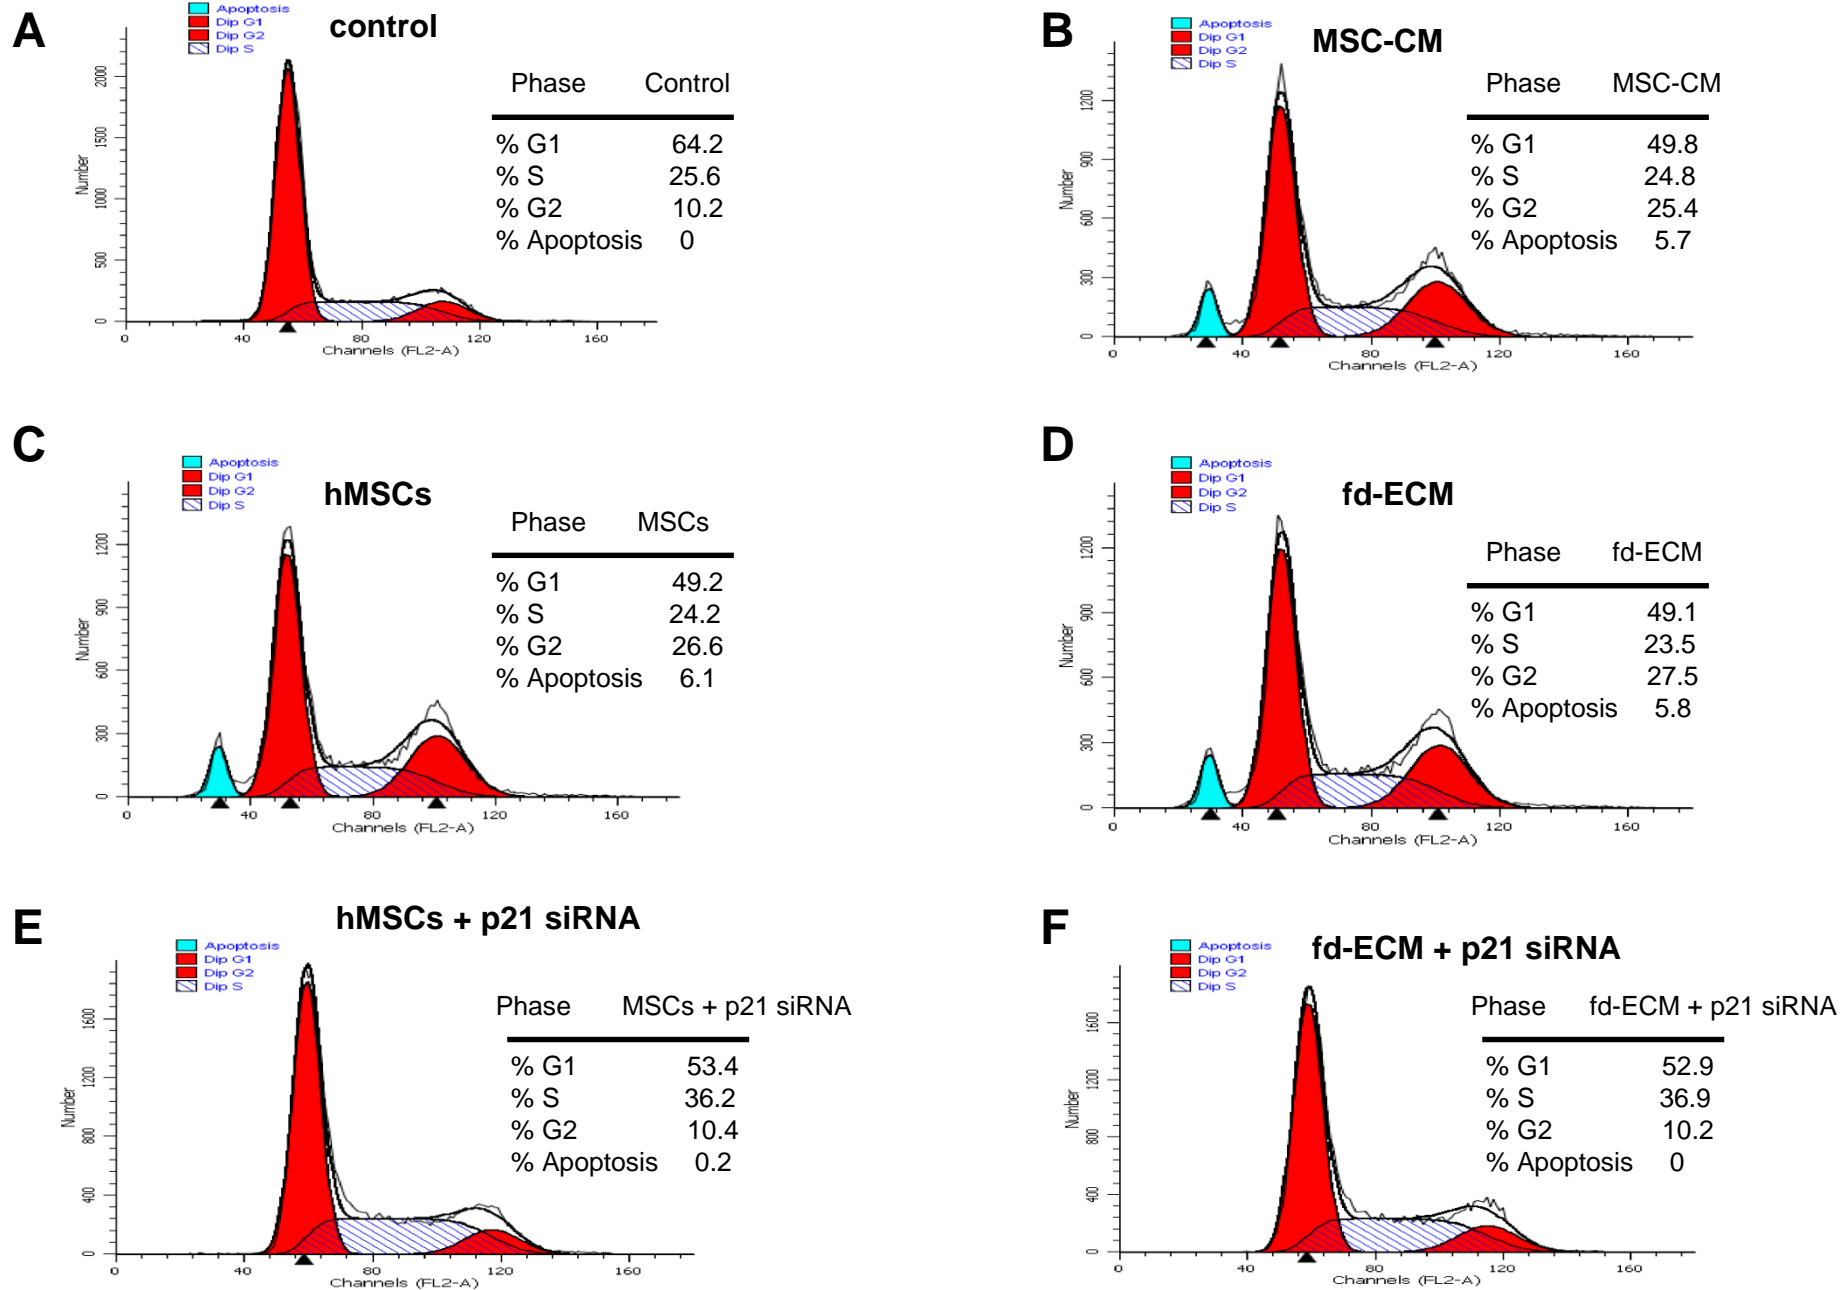 A
control
Apoptosis
Dip G1
Dip G2
Dip S
Phase Control
% G1 64.2
% S 25.6
% G2 10.2
% Apoptosis 0
Number
0 500 1000 1500 2000
0 40 80 120 160
Channels (FL2-A)
B
MSC-CM
Apoptosis
Dip G1
Dip G2
Dip S
Phase MSC-CM
% G1 49.8
% S 24.8
% G2 25.4
% Apoptosis 5.7
Number
0 300 600 900 1200
0 40 80 120 160
Channels (FL2-A)
C
hMSCs
Apoptosis
Dip G1
Dip G2
Dip S
Phase MSCs
% G1 49.2
% S 24.2
% G2 26.6
% Apoptosis 6.1
Number
0 300 600 900 1200
0 40 80 120 160
Channels (FL2-A)
D
fd-ECM
Apoptosis
Dip G1
Dip G2
Dip S
Phase fd-ECM
% G1 49.1
% S 23.5
% G2 27.5
% Apoptosis 5.8
Number
0 300 600 900 1200
0 40 80 120 160
Channels (FL2-A)
E
hMSCs + p21 siRNA
Apoptosis
Dip G1
Dip G2
Dip S
Phase MSCs + p21 siRNA
% G1 53.4
% S 36.2
% G2 10.4
% Apoptosis 0.2
Number
0 400 800 1200 1600
0 40 80 120 160
Channels (FL2-A)
F
fd-ECM + p21 siRNA
Apoptosis
Dip G1
Dip G2
Dip S
Phase fd-ECM + p21 siRNA
% G1 52.9
% S 36.9
% G2 10.2
% Apoptosis 0
Number
0 400 800 1200 1600
0 40 80 120 160
Channels (FL2-A)